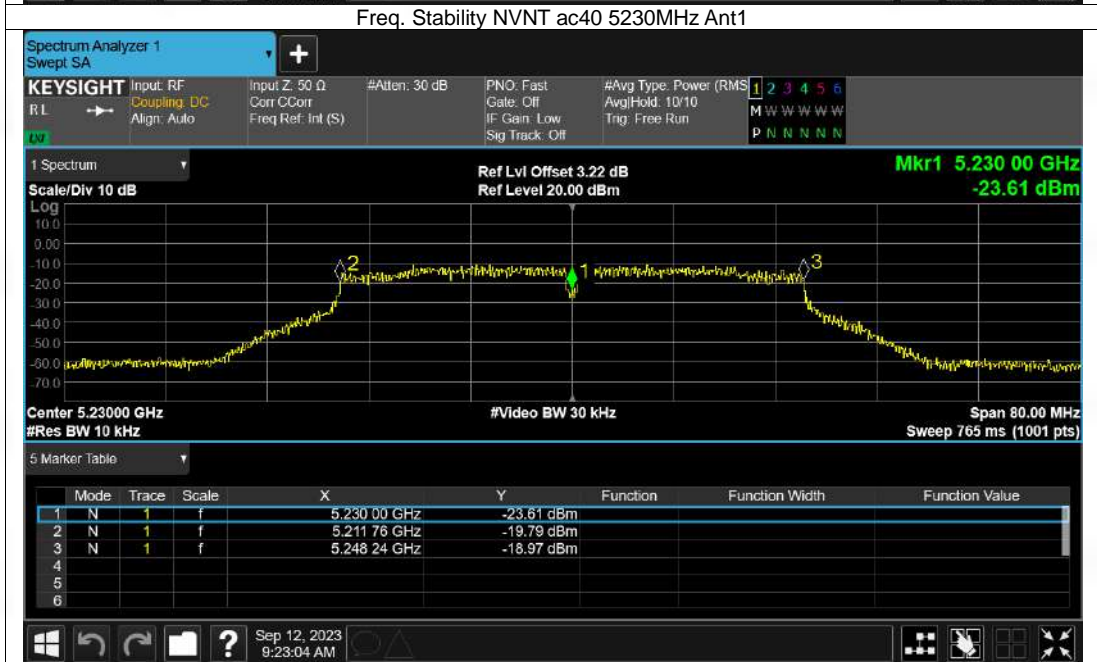 Freq. Stability NVNT ac40 5230MHz Ant1
Spectrum Analyzer 1
Swept SA
+
KEYSIGHT Input: RF Input Z: 50 Ω #Atten: 30 dB PNO: Fast #Avg Type: Power (RMS 1 2 3 4 5 6
RL Coupling: DC Corr CCorr Gate: Off Avg|Hold: 10/10 M W W W W W
Align: Auto Freq Ref: Int (S) IF Gain: Low Trig: Free Run
LXI Sig Track: Off P N N N N N
1 Spectrum Ref Lvl Offset 3.22 dB Mkr1 5.230 00 GHz
Scale/Div 10 dB Ref Level 20.00 dBm -23.61 dBm
Log
10.0
0.00
-10.0
2 1 3
-20.0
-30.0
-40.0
-50.0
-60.0
-70.0
Center 5.23000 GHz #Video BW 30 kHz Span 80.00 MHz
#Res BW 10 kHz Sweep 765 ms (1001 pts)
5 Marker Table
Mode Trace Scale X Y Function Function Width Function Value
1 N 1 f 5.230 00 GHz -23.61 dBm
2 N 1 f 5.211 76 GHz -19.79 dBm
3 N 1 f 5.248 24 GHz -18.97 dBm
4
5
6
? Sep 12, 2023
9:23:04 AM